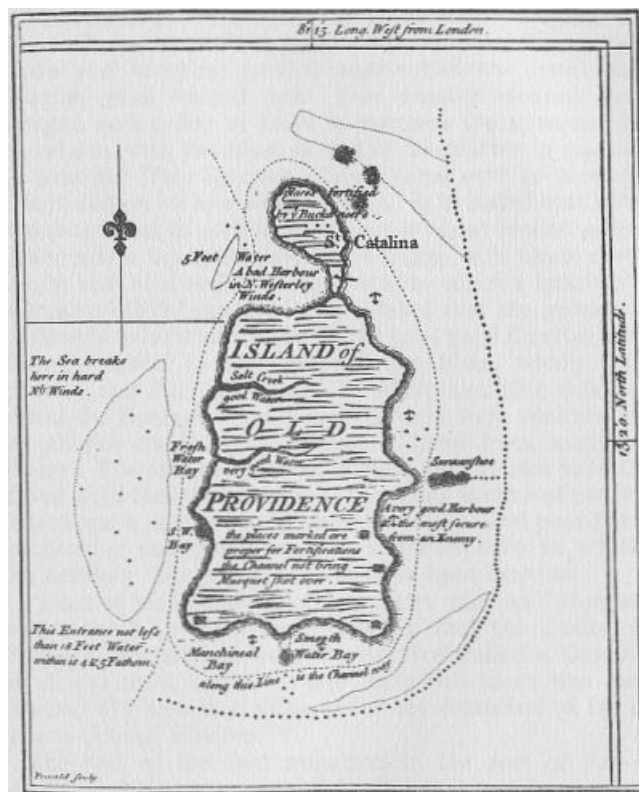 81°15. Long. West from London.
places fortified
by ye Buckaneers
St. Catalina
5 Feet Water
A bad Harbour
in N. Westerley
Winds.
The Sea breaks
here in hard
No. Winds.
ISLAND of
Salt Creek
good Water
OLD
Fresh
Water
Bay
very
Water
PROVIDENCE
S.W.
Bay
the places marked are
proper for Fortifications
the Channel not being
Musquet shot over.
A very good Harbour
& the most secure
from an Enemy.
13°20. North Latitude.
This Entrance not less
than 18 Feet Water
within is 4 & 5 Fathom.
Manchineal
Bay
Smooth
Water Bay
along this Line is the Channel
sculp.